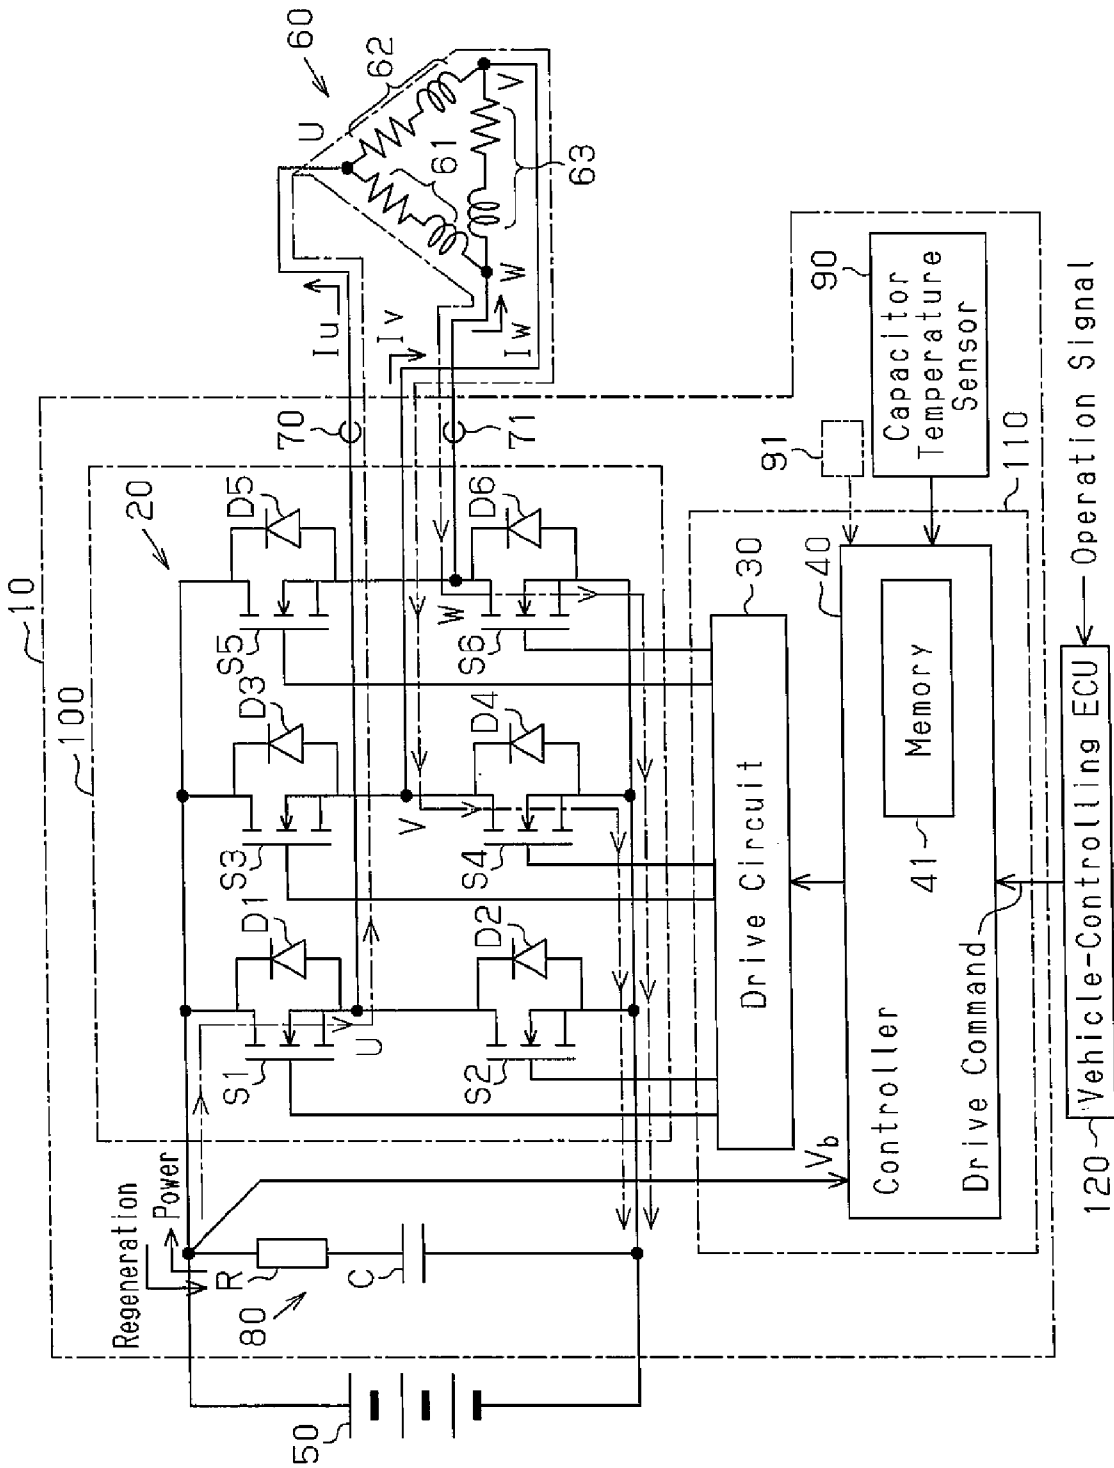 10
100
20
60
U
62
61
63
V
W
Iu
Iv
Iw
70
71
Regeneration
Power
R
80
C
50
S1
D1
S3
D3
S5
D5
U
V
W
S2
D2
S4
D4
S6
D6
Vb
Drive Circuit
30
Controller
40
41
Memory
Drive Command
91
90
Capacitor
Temperature
Sensor
110
120
Vehicle-Controlling ECU
Operation Signal